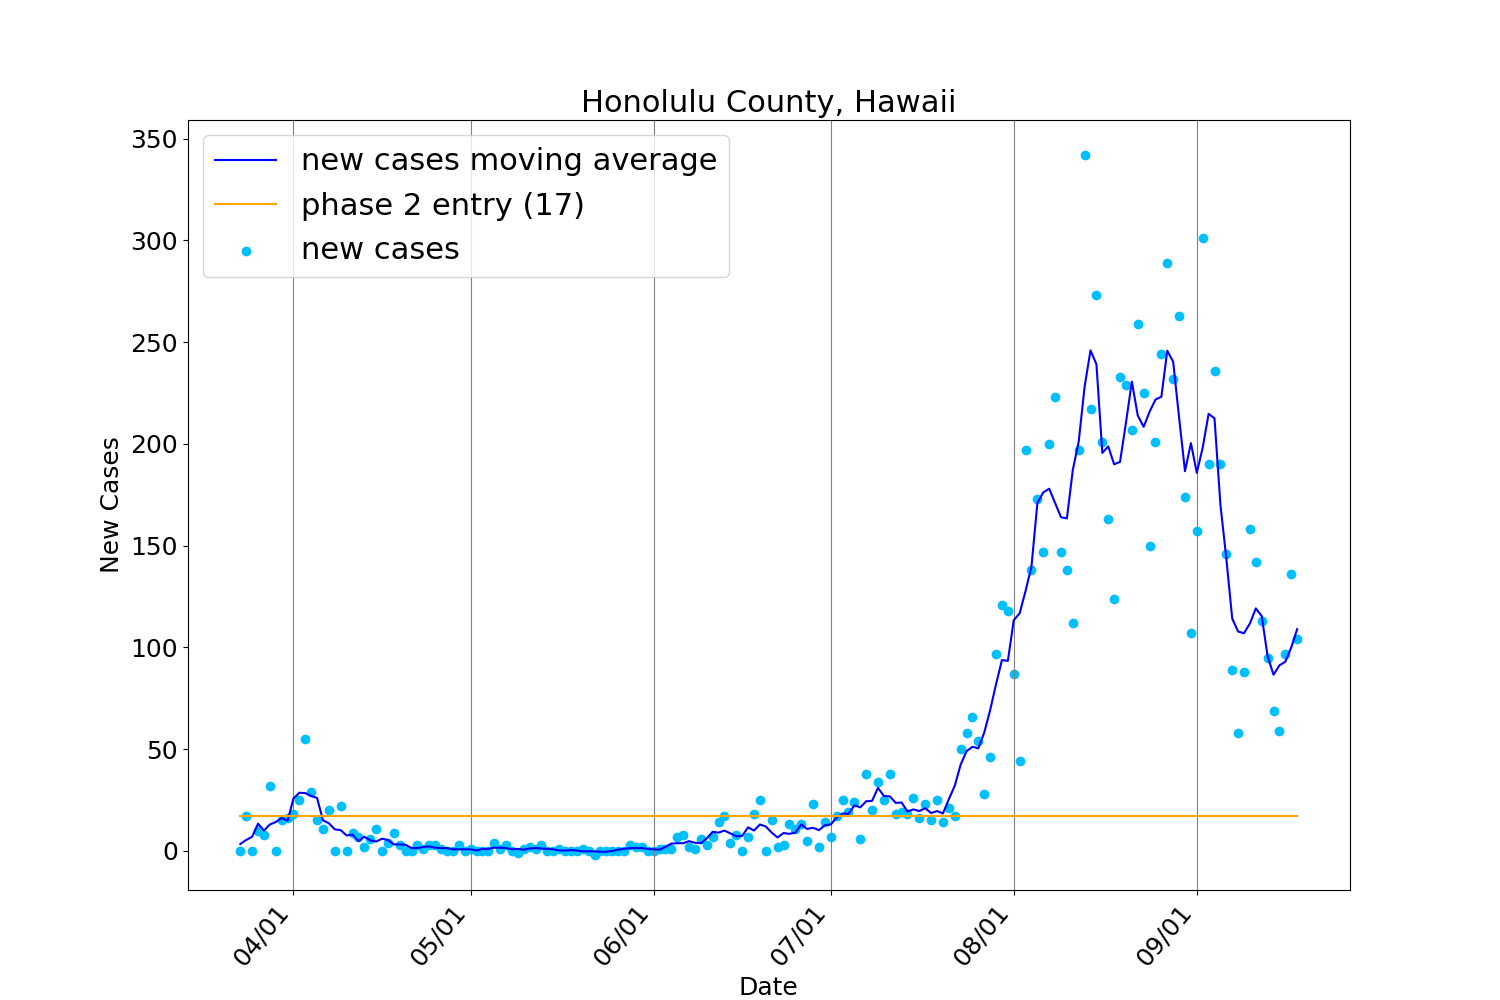 Honolulu County, Hawaii
new cases moving average
phase 2 entry (17)
new cases
New Cases
350
300
250
200
150
100
50
0
04/01
05/01
06/01
07/01
08/01
09/01
Date